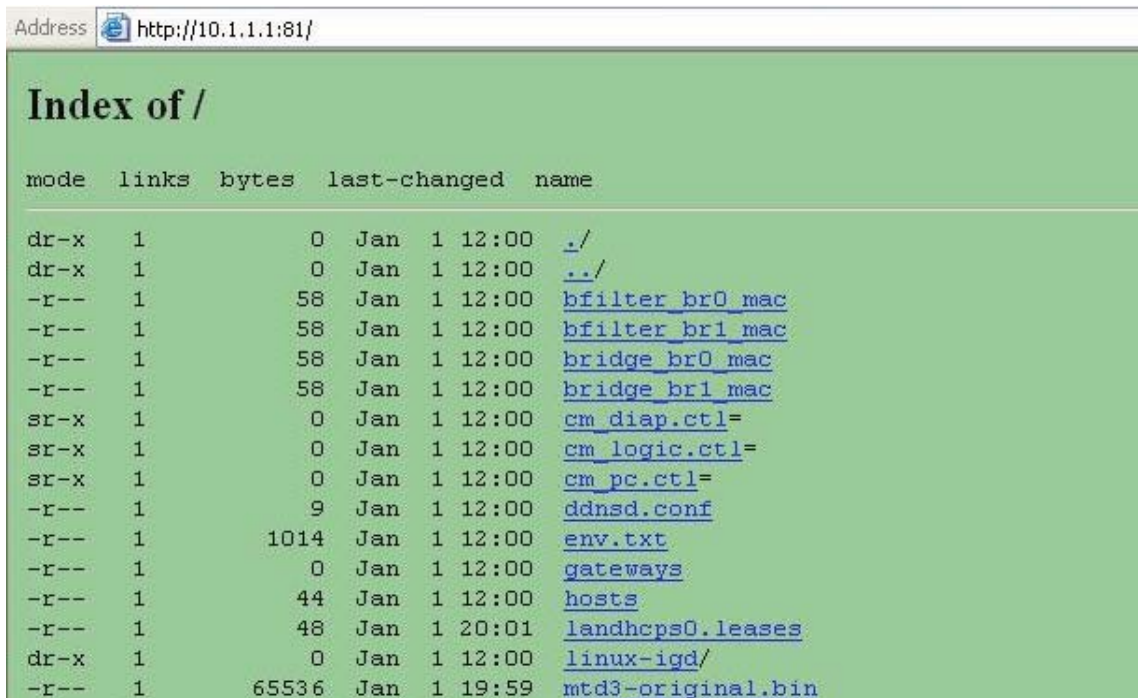 Address http://10.1.1.1:81/
Index of /
mode links bytes last-changed name
dr-x 1 0 Jan 1 12:00 ./
dr-x 1 0 Jan 1 12:00 ../
-r-- 1 58 Jan 1 12:00 bfilter_br0_mac
-r-- 1 58 Jan 1 12:00 bfilter_br1_mac
-r-- 1 58 Jan 1 12:00 bridge_br0_mac
-r-- 1 58 Jan 1 12:00 bridge_br1_mac
sr-x 1 0 Jan 1 12:00 cm_diap.ctl=
sr-x 1 0 Jan 1 12:00 cm_logic.ctl=
sr-x 1 0 Jan 1 12:00 cm_pc.ctl=
-r-- 1 9 Jan 1 12:00 ddnsd.conf
-r-- 1 1014 Jan 1 12:00 env.txt
-r-- 1 0 Jan 1 12:00 gateways
-r-- 1 44 Jan 1 12:00 hosts
-r-- 1 48 Jan 1 20:01 landhcps0.leases
dr-x 1 0 Jan 1 12:00 linux-igd/
-r-- 1 65536 Jan 1 19:59 mtd3-original.bin